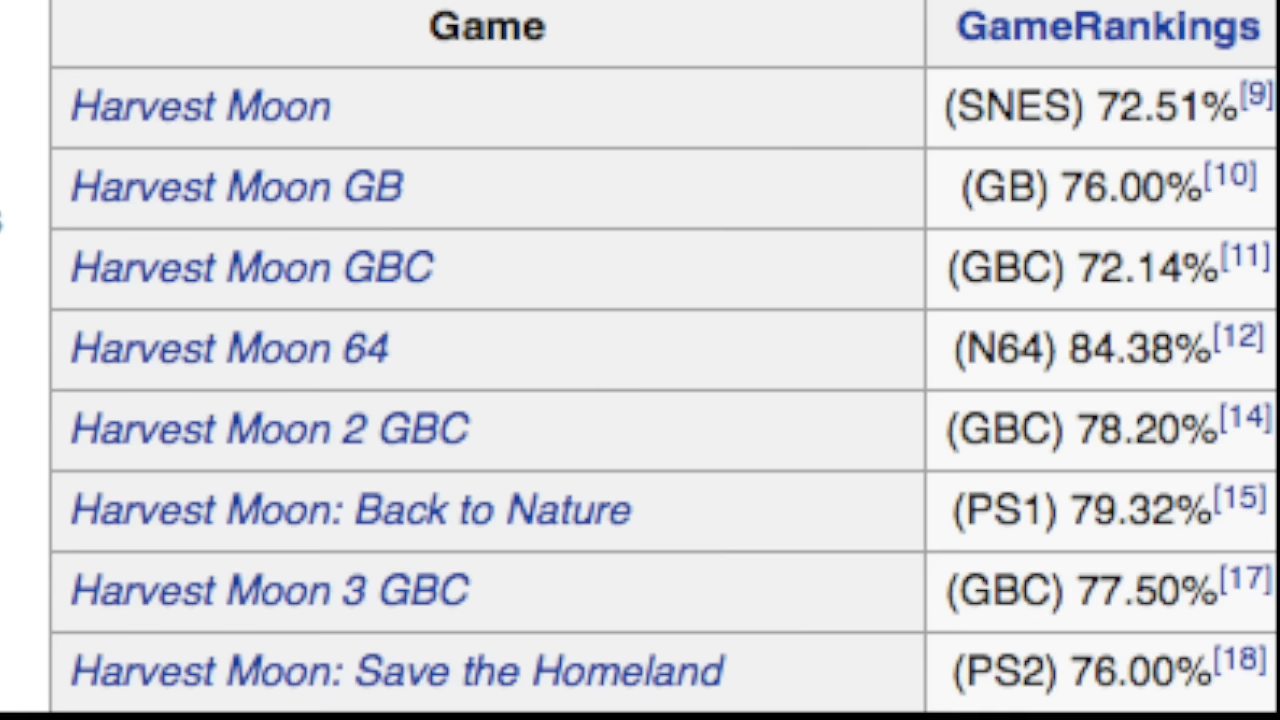 Game GameRankings
Harvest Moon (SNES) 72.51%[9]
Harvest Moon GB (GB) 76.00%[10]
Harvest Moon GBC (GBC) 72.14%[11]
Harvest Moon 64 (N64) 84.38%[12]
Harvest Moon 2 GBC (GBC) 78.20%[14]
Harvest Moon: Back to Nature (PS1) 79.32%[15]
Harvest Moon 3 GBC (GBC) 77.50%[17]
Harvest Moon: Save the Homeland (PS2) 76.00%[18]